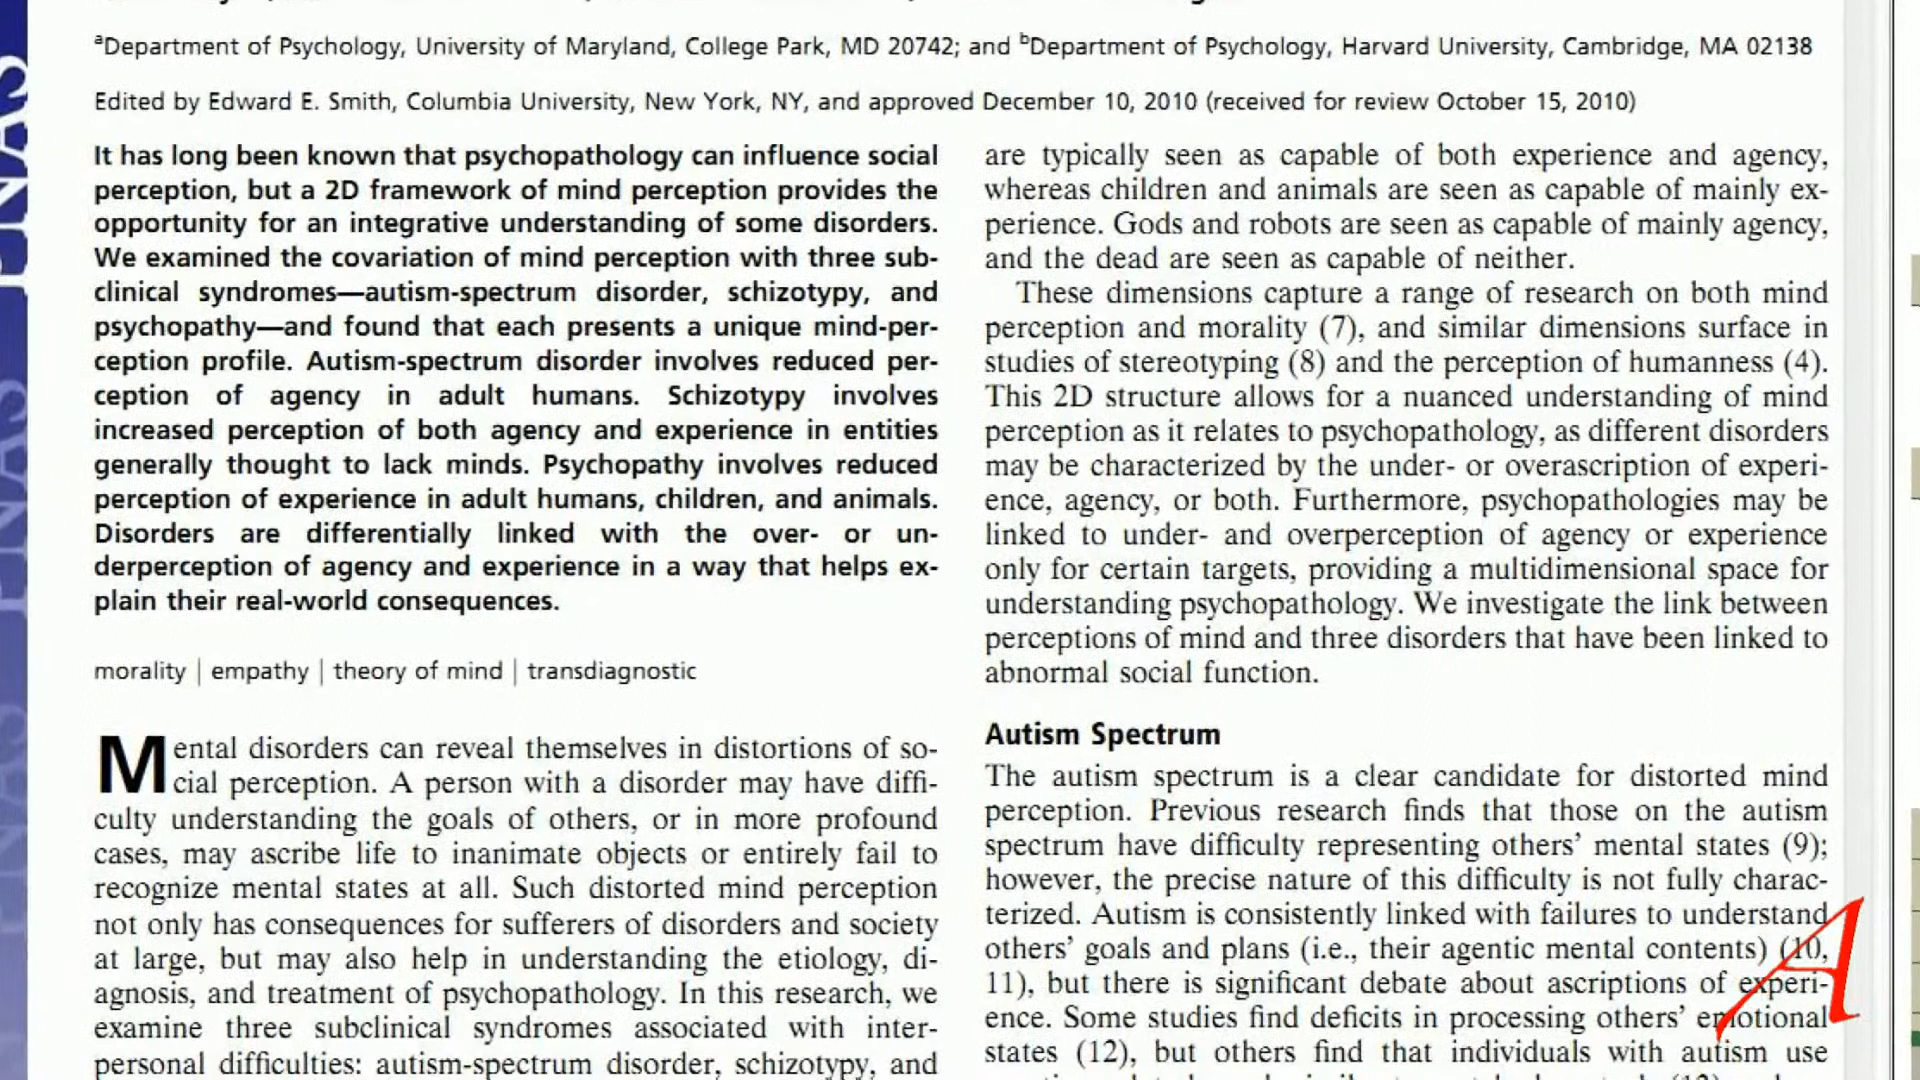 ᵃDepartment of Psychology, University of Maryland, College Park, MD 20742; and ᵇDepartment of Psychology, Harvard University, Cambridge, MA 02138
Edited by Edward E. Smith, Columbia University, New York, NY, and approved December 10, 2010 (received for review October 15, 2010)
It has long been known that psychopathology can influence social
perception, but a 2D framework of mind perception provides the
opportunity for an integrative understanding of some disorders.
We examined the covariation of mind perception with three sub-
clinical syndromes—autism-spectrum disorder, schizotypy, and
psychopathy—and found that each presents a unique mind-per-
ception profile. Autism-spectrum disorder involves reduced per-
ception of agency in adult humans. Schizotypy involves
increased perception of both agency and experience in entities
generally thought to lack minds. Psychopathy involves reduced
perception of experience in adult humans, children, and animals.
Disorders are differentially linked with the over- or un-
derperception of agency and experience in a way that helps ex-
plain their real-world consequences.
morality | empathy | theory of mind | transdiagnostic
Mental disorders can reveal themselves in distortions of so-
cial perception. A person with a disorder may have diffi-
culty understanding the goals of others, or in more profound
cases, may ascribe life to inanimate objects or entirely fail to
recognize mental states at all. Such distorted mind perception
not only has consequences for sufferers of disorders and society
at large, but may also help in understanding the etiology, di-
agnosis, and treatment of psychopathology. In this research, we
examine three subclinical syndromes associated with inter-
personal difficulties: autism-spectrum disorder, schizotypy, and
are typically seen as capable of both experience and agency,
whereas children and animals are seen as capable of mainly ex-
perience. Gods and robots are seen as capable of mainly agency,
and the dead are seen as capable of neither.
These dimensions capture a range of research on both mind
perception and morality (7), and similar dimensions surface in
studies of stereotyping (8) and the perception of humanness (4).
This 2D structure allows for a nuanced understanding of mind
perception as it relates to psychopathology, as different disorders
may be characterized by the under- or overascription of experi-
ence, agency, or both. Furthermore, psychopathologies may be
linked to under- and overperception of agency or experience
only for certain targets, providing a multidimensional space for
understanding psychopathology. We investigate the link between
perceptions of mind and three disorders that have been linked to
abnormal social function.
Autism Spectrum
The autism spectrum is a clear candidate for distorted mind
perception. Previous research finds that those on the autism
spectrum have difficulty representing others’ mental states (9);
however, the precise nature of this difficulty is not fully charac-
terized. Autism is consistently linked with failures to understand
others’ goals and plans (i.e., their agentic mental contents) (10,
11), but there is significant debate about ascriptions of experi-
ence. Some studies find deficits in processing others’ emotional
states (12), but others find that individuals with autism use
PNAS
PNAS
PNAS
A